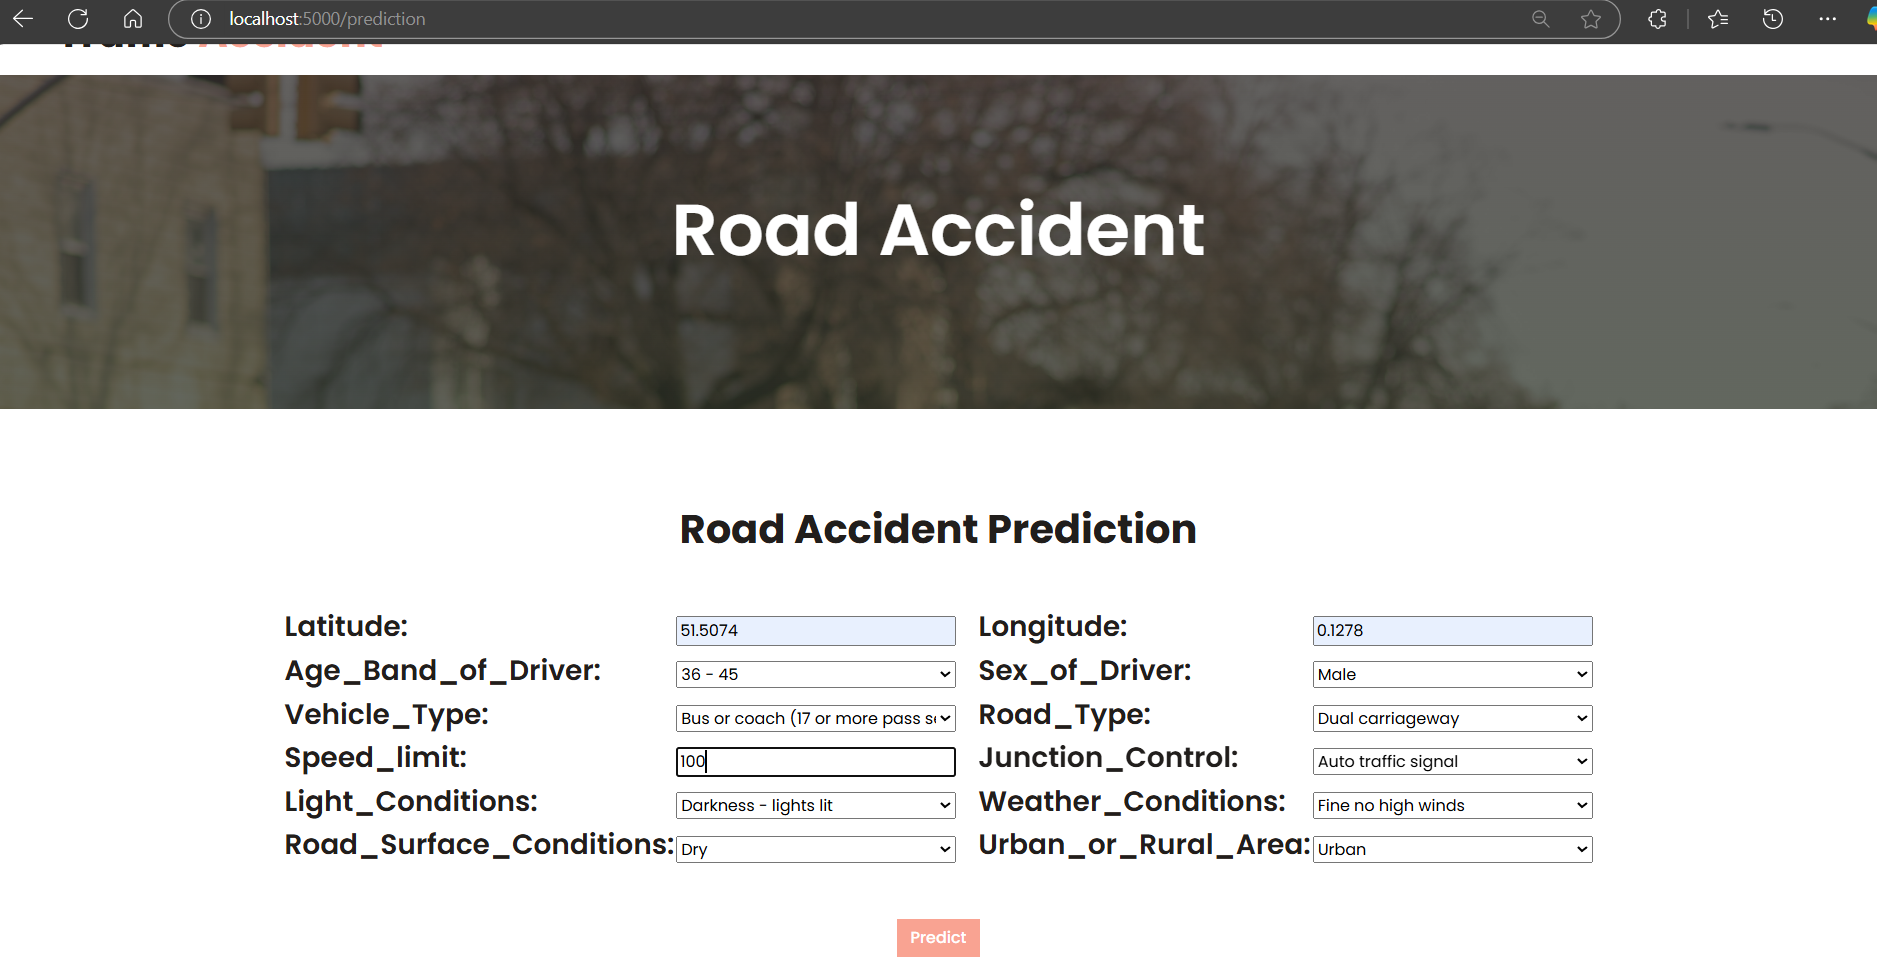 localhost:5000/prediction
Road Accident
Road Accident Prediction
Latitude: 51.5074 Longitude: 0.1278
Age_Band_of_Driver: 36 - 45 Sex_of_Driver: Male
Vehicle_Type: Bus or coach (17 or more pass Road_Type: Dual carriageway
Speed_limit: 100 Junction_Control: Auto traffic signal
Light_Conditions: Darkness - lights lit Weather_Conditions: Fine no high winds
Road_Surface_Conditions: Dry Urban_or_Rural_Area: Urban
Predict